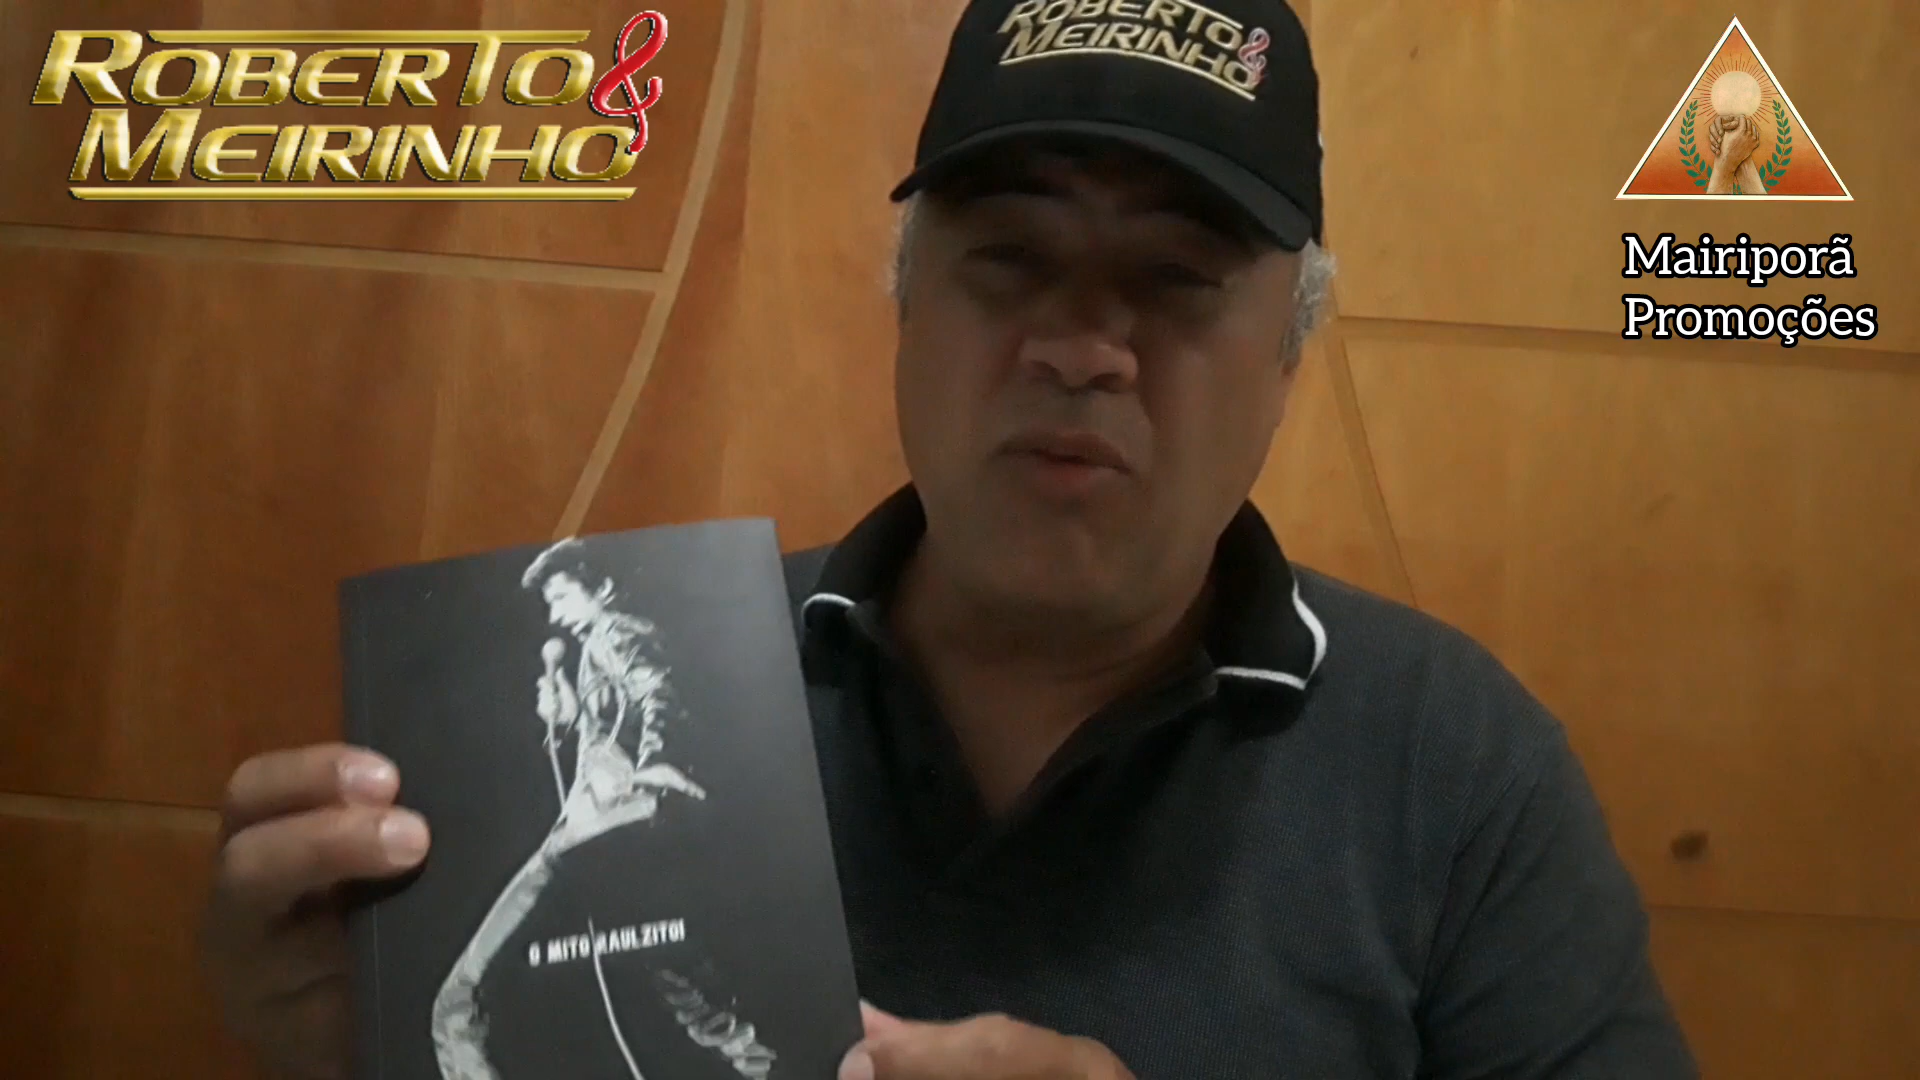 ROBERTO &
MEIRINHO
ROBERTO &
MEIRINHO
Mairiporã
Promoções
O MITO RAULZITO!